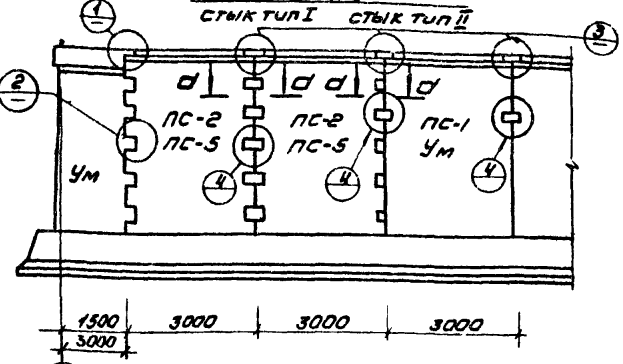 1
СТЫК ТИП I СТЫК ТИП II
3
2
d d d d
ПС-2 ПС-2 ПС-1
ПС-5 ПС-5 УМ
УМ
4 4 4
1500 3000 3000 3000
3000